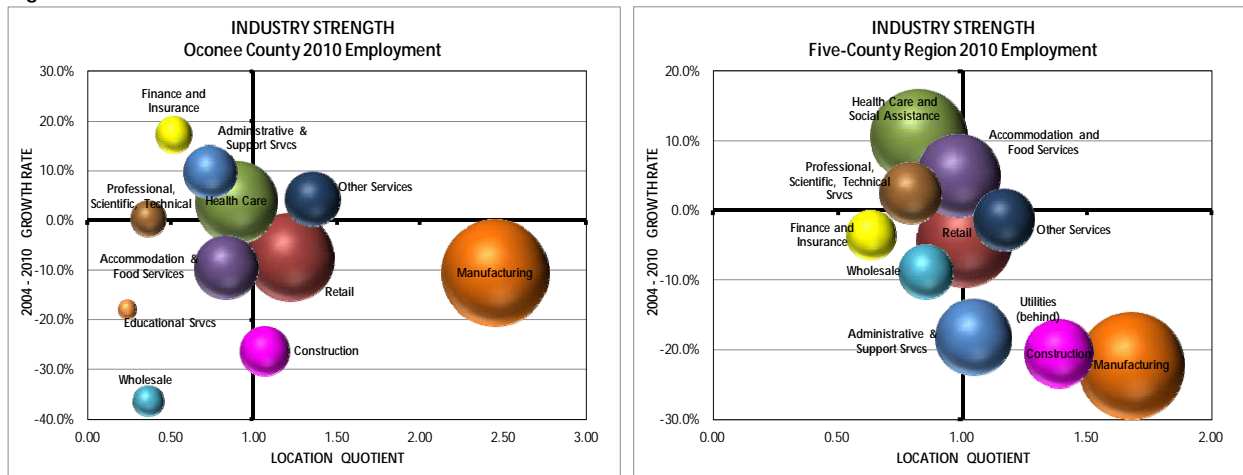 INDUSTRY STRENGTH
Oconee County 2010 Employment
30.0%
20.0%
10.0%
0.0%
-10.0%
-20.0%
-30.0%
-40.0%
2004 - 2010 GROWTH RATE
Finance and
Insurance
Administrative &
Support Srvcs
Professional,
Scientific, Technical
Health Care
Other Services
Accommodation &
Food Services
Retail
Manufacturing
Educational Srvcs
Construction
Wholesale
0.00
0.50
1.00
1.50
2.00
2.50
3.00
LOCATION QUOTIENT
INDUSTRY STRENGTH
Five-County Region 2010 Employment
20.0%
10.0%
0.0%
-10.0%
-20.0%
-30.0%
2004 - 2010 GROWTH RATE
Health Care and
Social Assistance
Accommodation and
Food Services
Professional,
Scientific, Technical
Srvcs
Finance and
Insurance
Retail
Other Services
Wholesale
Utilities
(behind)
Administrative &
Support Srvcs
Construction
Manufacturing
0.00
0.50
1.00
1.50
2.00
LOCATION QUOTIENT